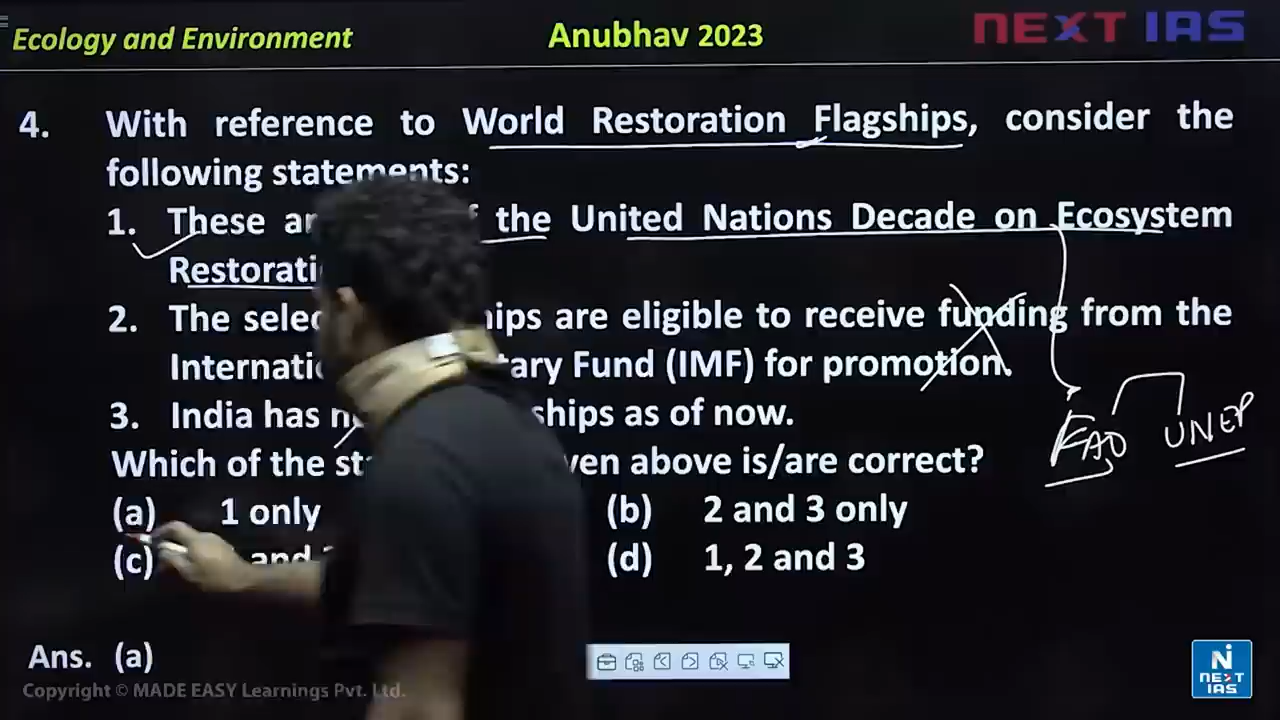 Ecology and Environment
Anubhav 2023
NEXT IAS
4. With reference to World Restoration Flagships, consider the
following statements:
1. These the United Nations Decade on Ecosystem
Restorati
2. The selec hips are eligible to receive funding from the
Internatio tary Fund (IMF) for promotion.
3. India has ships as of now.
Which of the st ven above is/are correct?
(a) 1 only (b) 2 and 3 only
(c) and (d) 1, 2 and 3
FAO UNEP
Ans. (a)
Copyright © MADE EASY Learnings Pvt. Ltd.
N
NEXT
IAS